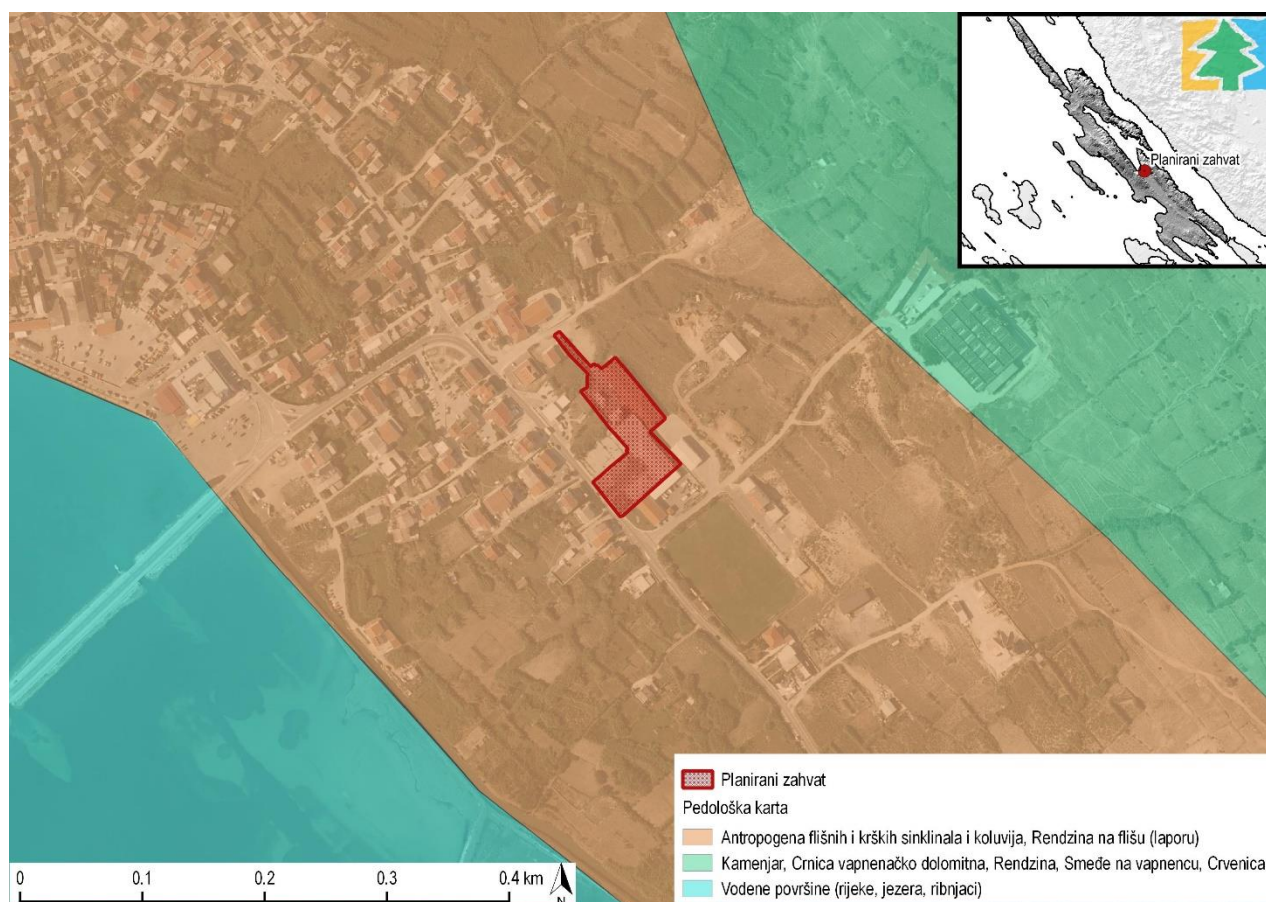 Planirani zahvat
Planirani zahvat
Pedološka karta
Antropogena flišnih i krških sinklinala i koluvija, Rendzina na flišu (laporu)
Kamenjar, Crnica vapnenačko dolomitna, Rendzina, Smeđe na vapnencu, Crvenica
Vodene površine (rijeke, jezera, ribnjaci)
0 0.1 0.2 0.3 0.4 km
N